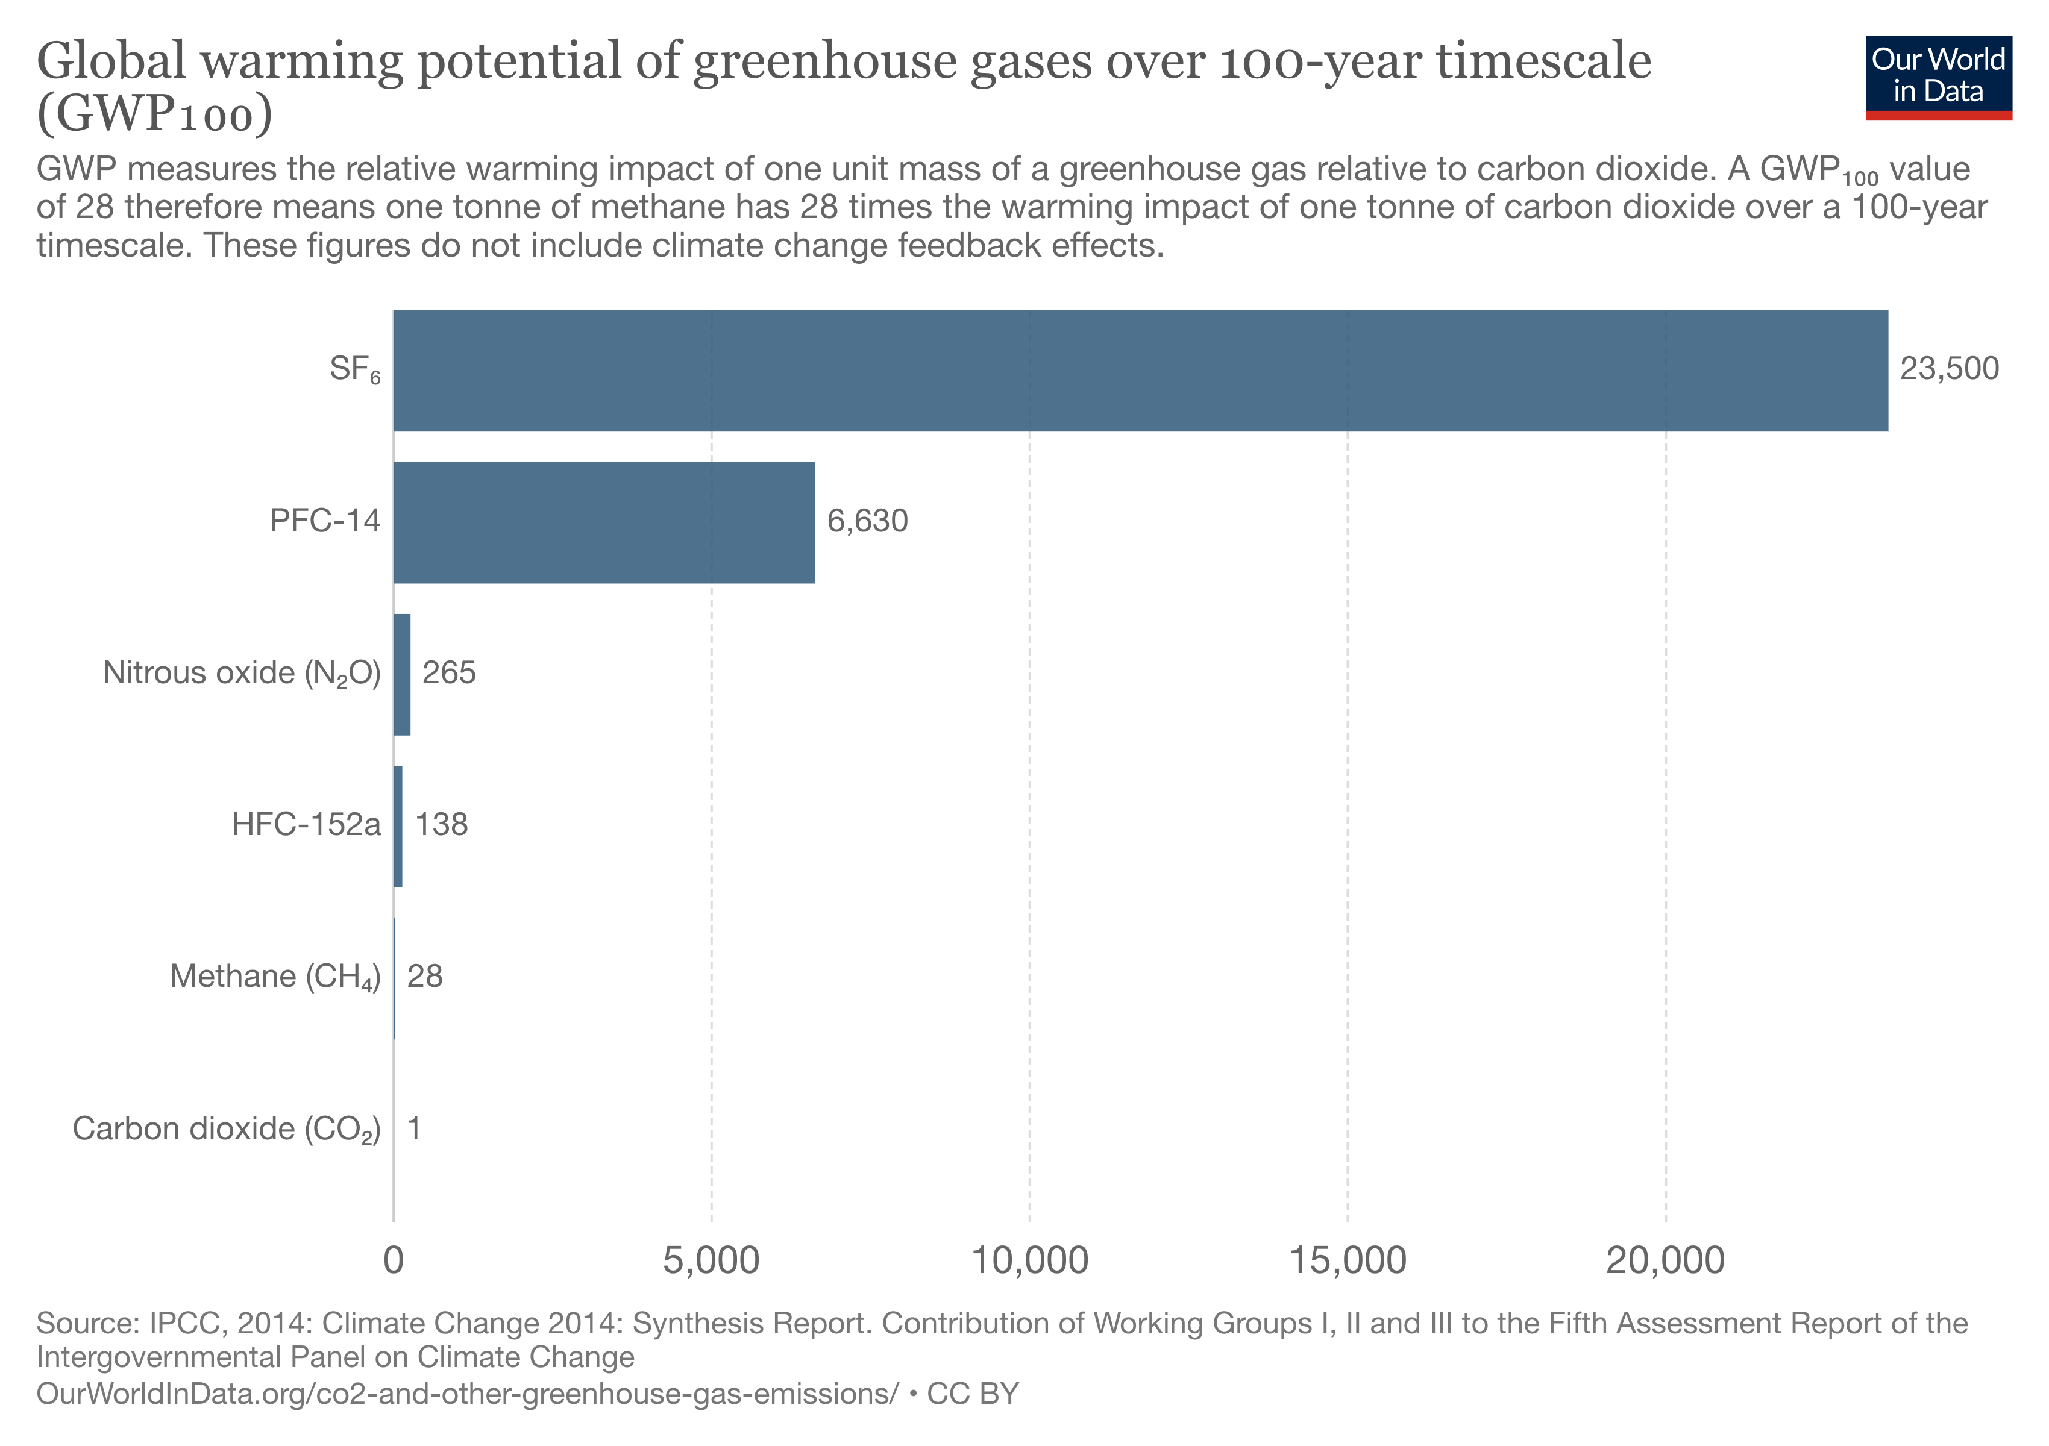 Global warming potential of greenhouse gases over 100-year timescale
(GWP100)
Our World
in Data
GWP measures the relative warming impact of one unit mass of a greenhouse gas relative to carbon dioxide. A GWP₁₀₀ value
of 28 therefore means one tonne of methane has 28 times the warming impact of one tonne of carbon dioxide over a 100-year
timescale. These figures do not include climate change feedback effects.
SF₆ 23,500
PFC-14 6,630
Nitrous oxide (N₂O) 265
HFC-152a 138
Methane (CH₄) 28
Carbon dioxide (CO₂) 1
0 5,000 10,000 15,000 20,000
Source: IPCC, 2014: Climate Change 2014: Synthesis Report. Contribution of Working Groups I, II and III to the Fifth Assessment Report of the
Intergovernmental Panel on Climate Change
OurWorldInData.org/co2-and-other-greenhouse-gas-emissions/ • CC BY